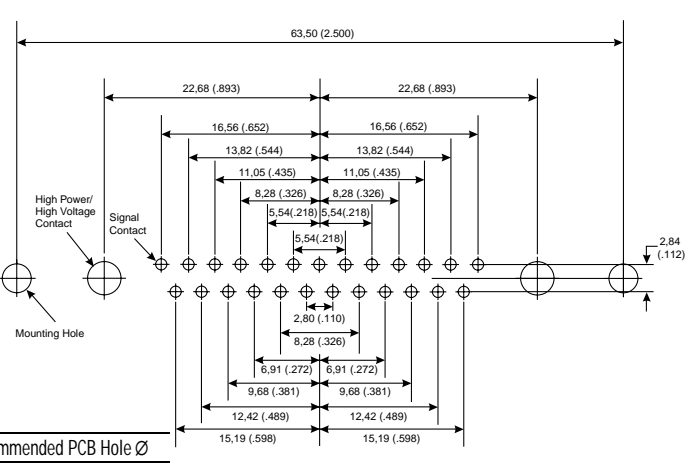 63,50 (2.500)
22,68 (.893) 22,68 (.893)
16,56 (.652) 16,56 (.652)
13,82 (.544) 13,82 (.544)
11,05 (.435) 11,05 (.435)
8,28 (.326) 8,28 (.326)
5,54(.218) 5,54(.218)
5,54(.218)
High Power/
High Voltage
Contact
Signal
Contact
2,84
(.112)
Mounting Hole
2,80 (.110)
8,28 (.326)
6,91 (.272) 6,91 (.272)
9,68 (.381) 9,68 (.381)
12,42 (.489) 12,42 (.489)
15,19 (.598) 15,19 (.598)
mmended PCB Hole Ø